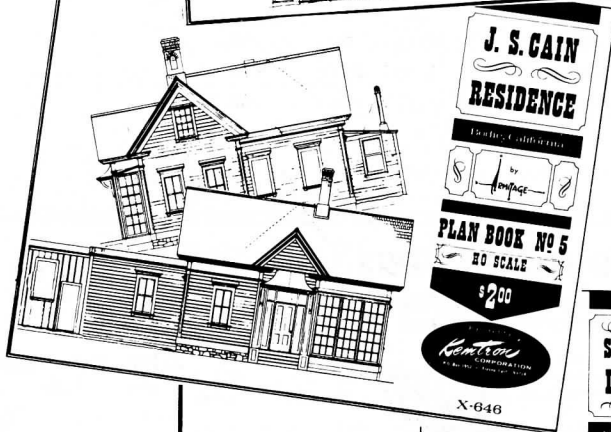 J. S. CAIN
RESIDENCE
Bodie, California
by
ARMITAGE
PLAN BOOK Nº 5
HO SCALE
$2.00
Kemtron
CORPORATION
X-646